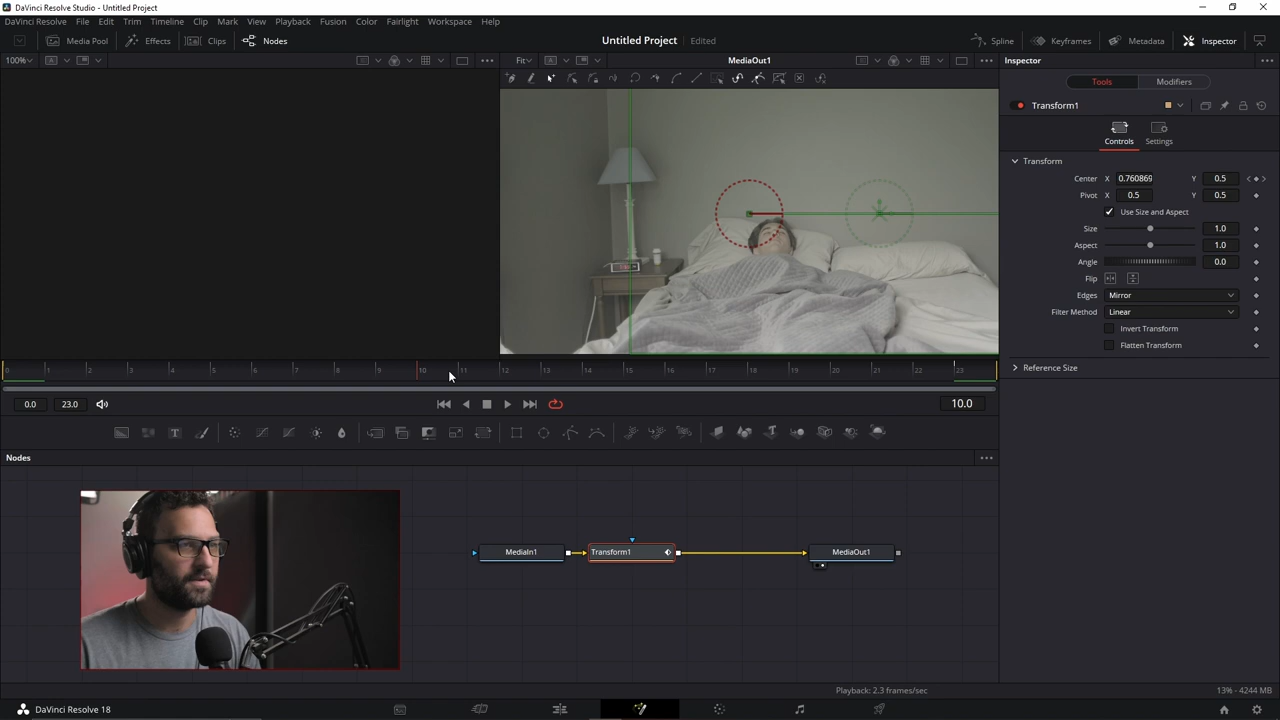 DaVinci Resolve Studio - Untitled Project
DaVinci Resolve File Edit Trim Timeline Clip Mark View Playback Fusion Color Fairlight Workspace Help
Media Pool Effects Clips Nodes Untitled Project Edited Spline Keyframes Metadata Inspector
100% Fit MediaOut1 Inspector
Tools Modifiers
Transform1
Controls Settings
Transform
Center X 0.760869 Y 0.5
Pivot X 0.5 Y 0.5
Use Size and Aspect
Size 1.0
Aspect 1.0
Angle 0.0
Flip
Edges Mirror
Filter Method Linear
Invert Transform
Flatten Transform
Reference Size
0 1 2 3 4 5 6 7 8 9 10 11 12 13 14 15 16 17 18 19 20 21 22 23
0.0 23.0 10.0
T T
Nodes
MediaIn1 Transform1 MediaOut1
Playback: 2.3 frames/sec 13% - 4244 MB
DaVinci Resolve 18